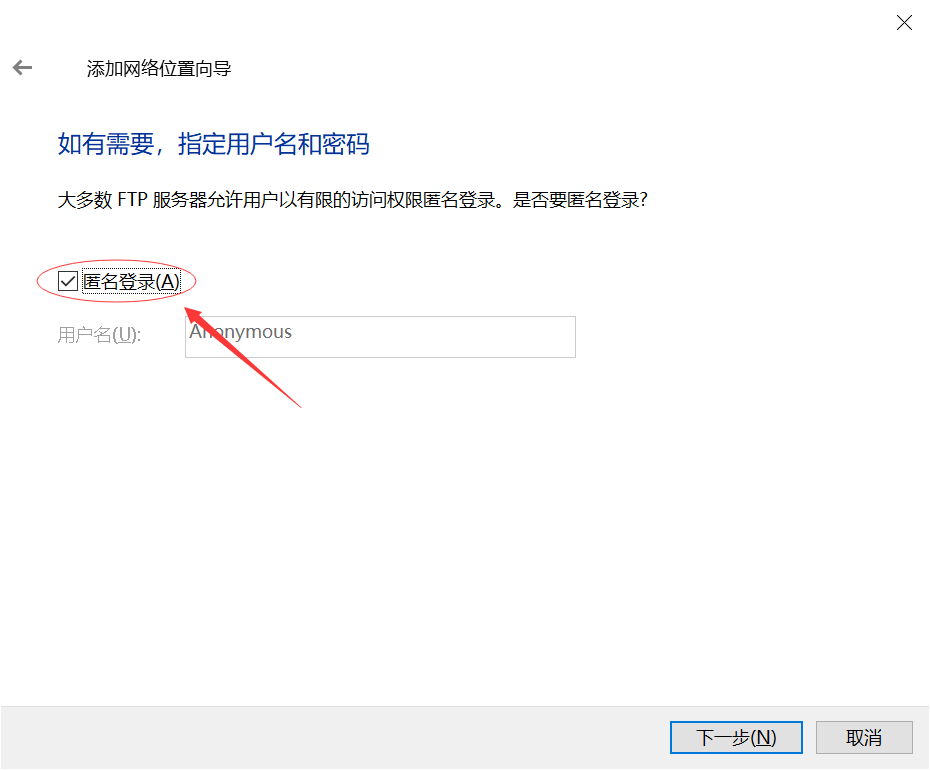 添加网络位置向导
如有需要，指定用户名和密码
大多数 FTP 服务器允许用户以有限的访问权限匿名登录。是否要匿名登录?
匿名登录(A)
用户名(U):
Anonymous
下一步(N)
取消